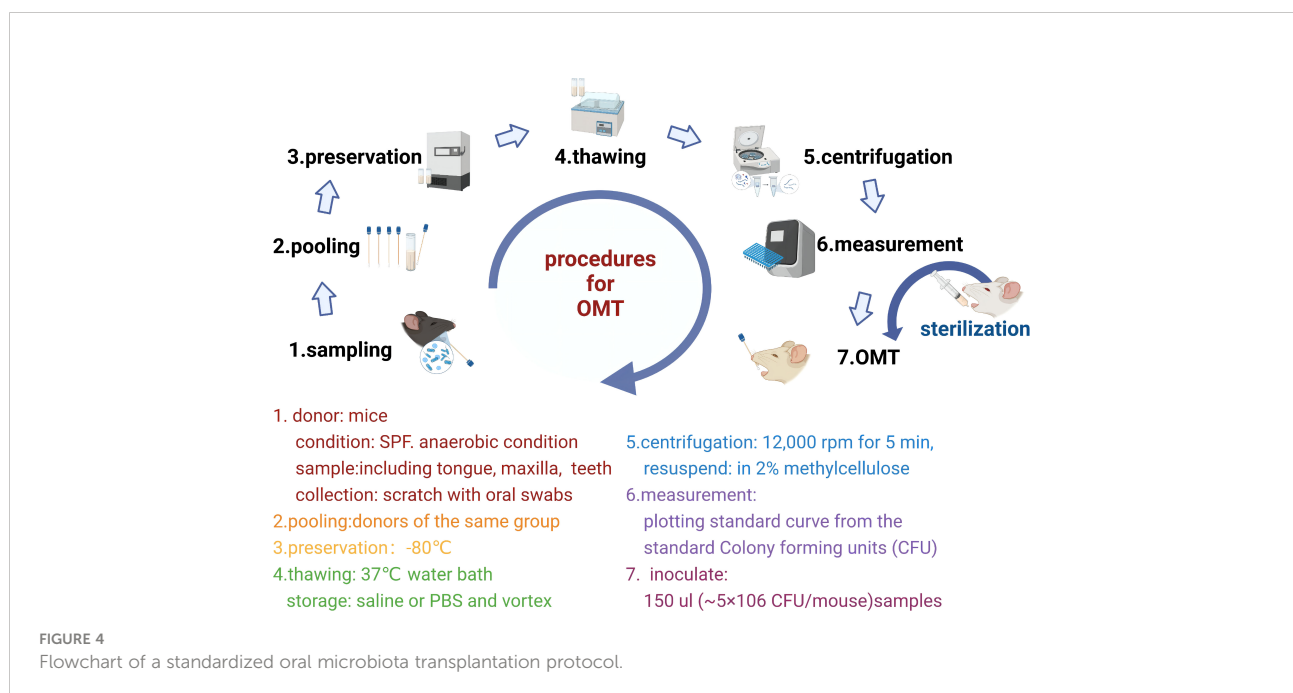 3.preservation
4.thawing
5.centrifugation
2.pooling
6.measurement
procedures
for
OMT
sterilization
1.sampling
7.OMT
1. donor: mice
condition: SPF. anaerobic condition
sample:including tongue, maxilla, teeth
collection: scratch with oral swabs
2.pooling:donors of the same group
3.preservation: -80℃
4.thawing: 37℃ water bath
storage: saline or PBS and vortex
5.centrifugation: 12,000 rpm for 5 min,
resuspend: in 2% methylcellulose
6.measurement:
plotting standard curve from the
standard Colony forming units (CFU)
7. inoculate:
150 ul (~5×106 CFU/mouse)samples
FIGURE 4
Flowchart of a standardized oral microbiota transplantation protocol.